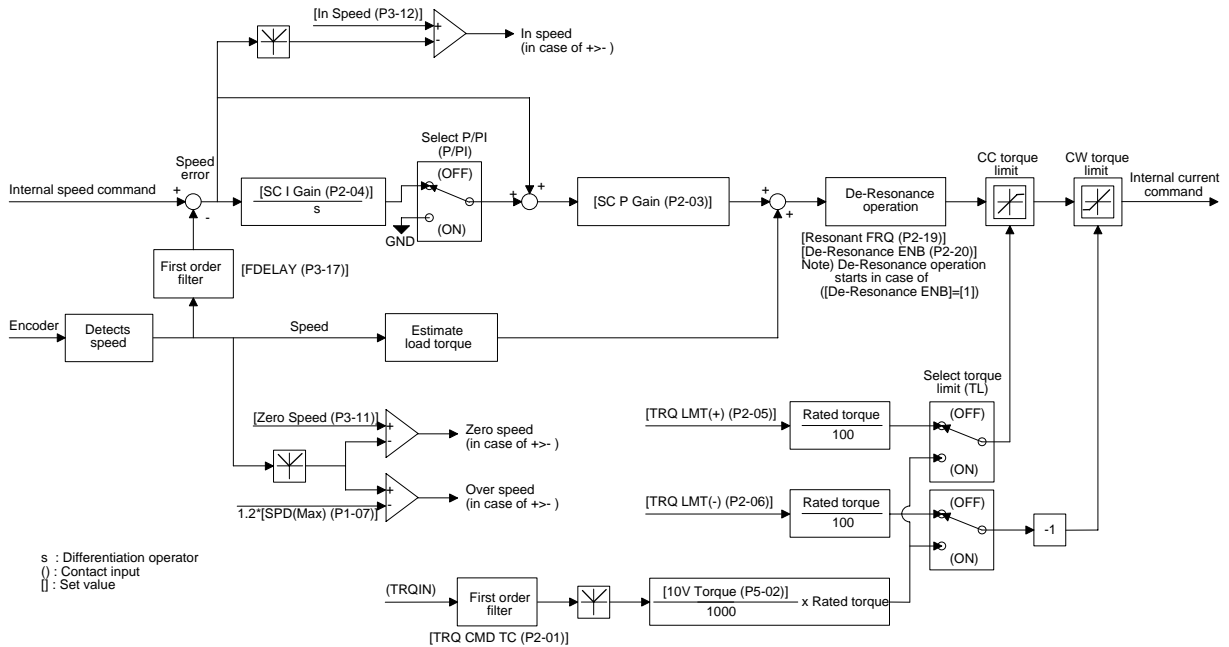 [In Speed (P3-12)]
+
-
In speed
(in case of +>- )
Select P/PI
(P/PI)
Speed
error
(OFF)
(ON)
GND
CC torque
limit
CW torque
limit
Internal speed command
+
-
[SC I Gain (P2-04)]
s
+
+
[SC P Gain (P2-03)]
+
+
De-Resonance
operation
Internal current
command
[Resonant FRQ (P2-19)]
[De-Resonance ENB (P2-20)]
Note) De-Resonance operation
starts in case of
([De-Resonance ENB]=[1])
First order
filter
[FDELAY (P3-17)]
Encoder
Detects
speed
Speed
Estimate
load torque
Select torque
limit (TL)
[Zero Speed (P3-11)]
+
-
Zero speed
(in case of +>- )
[TRQ LMT(+) (P2-05)]
Rated torque
100
(OFF)
(ON)
+
-
Over speed
(in case of +>- )
1.2*[SPD(Max) (P1-07)]
[TRQ LMT(-) (P2-06)]
Rated torque
100
(OFF)
(ON)
-1
s : Differentiation operator
() : Contact input
[] : Set value
(TRQIN)
First order
filter
[TRQ CMD TC (P2-01)]
[10V Torque (P5-02)]
1000
x Rated torque